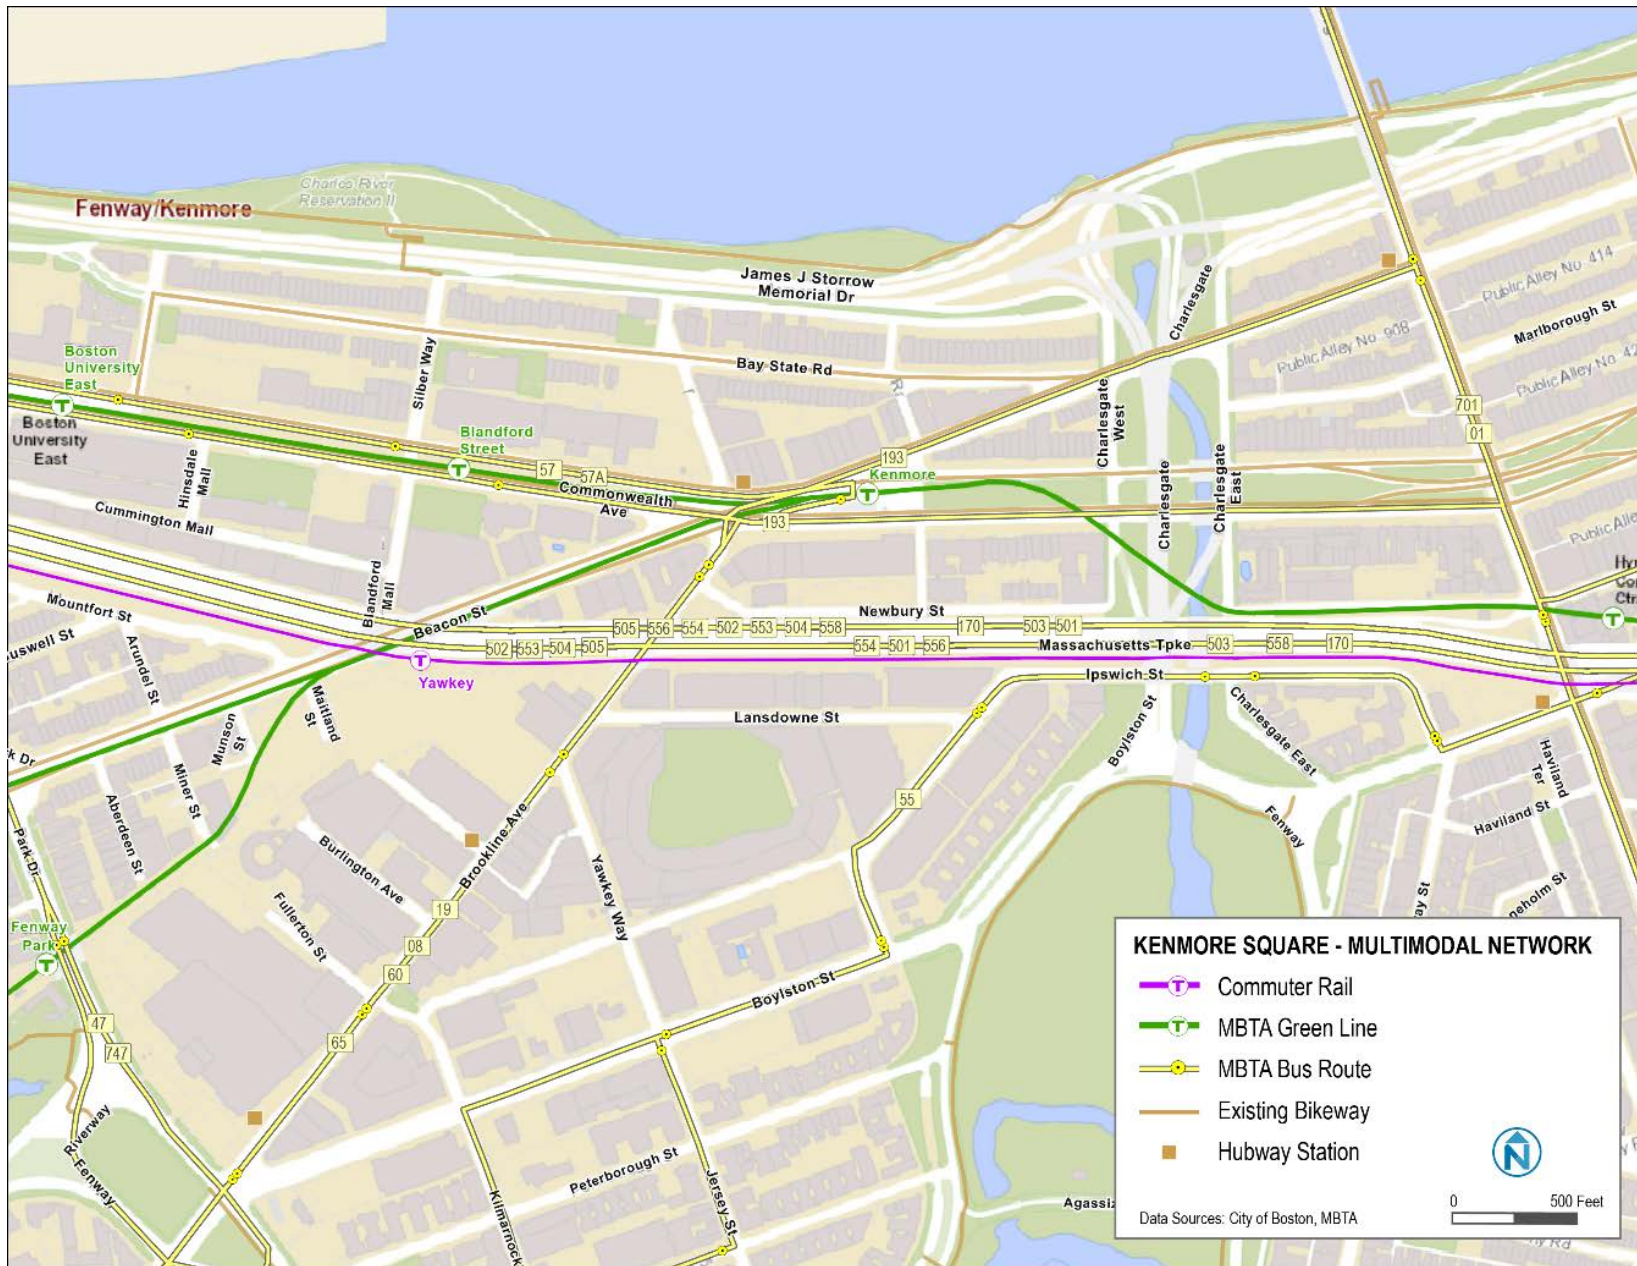 Charles River
Reservation II
Fenway/Kenmore
James J Storrow
Memorial Dr
Charlesgate
Public Alley No. 414
Marlborough St
Public Alley No. 908
Public Alley No. 42
Bay State Rd
Silber Way
Boston
University
East
Boston
University
East
Blandford
Street
Hinsdale
Mall
57
57A
Commonwealth
Ave
193
Kenmore
193
Charlesgate
West
Charlesgate
Charlesgate
East
701
01
Public Alle
Cummington Mall
Blandford
Mall
Mountfort St
Beacon St
Newbury St
505
556
554
502
553
504
558
170
503
501
502
553
504
505
554
501
556
Massachusetts Tpke
503
558
170
Yawkey
Ipswich St
Arundel St
Maitland
St
Munson
St
Miner St
Aberdeen St
Lansdowne St
Boylston St
Charlesgate East
Haviland
Ter
Haviland St
Fenway
55
Park Dr
Brookline Ave
Burlington Ave
Fullerton St
Yawkey Way
Fenway
Park
19
08
60
65
47
747
Boylston St
Riverway
Fenway
Peterborough St
Jersey St
Kilmarnock
Agassiz
KENMORE SQUARE - MULTIMODAL NETWORK
Commuter Rail
MBTA Green Line
MBTA Bus Route
Existing Bikeway
Hubway Station
N
0 500 Feet
Data Sources: City of Boston, MBTA